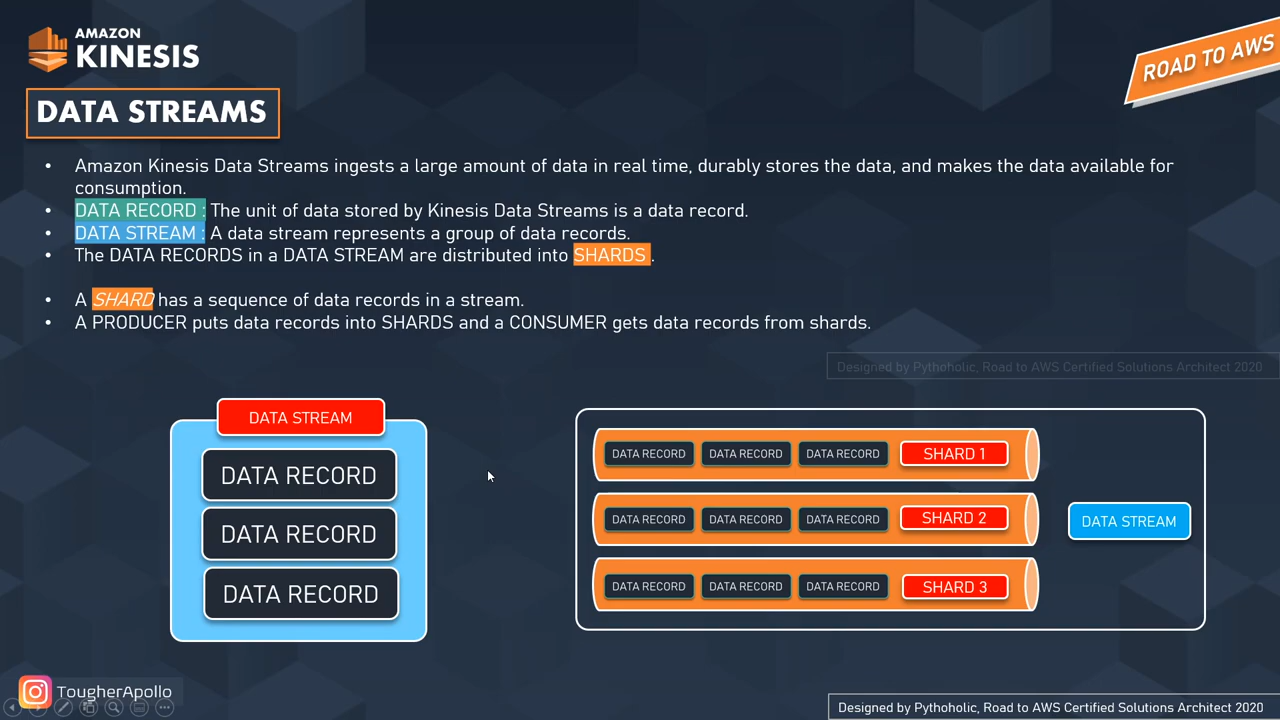 AMAZON
KINESIS
ROAD TO AWS
DATA STREAMS
• Amazon Kinesis Data Streams ingests a large amount of data in real time, durably stores the data, and makes the data available for
consumption.
• DATA RECORD : The unit of data stored by Kinesis Data Streams is a data record.
• DATA STREAM : A data stream represents a group of data records.
• The DATA RECORDS in a DATA STREAM are distributed into SHARDS .
• A SHARD has a sequence of data records in a stream.
• A PRODUCER puts data records into SHARDS and a CONSUMER gets data records from shards.
Designed by Pythoholic, Road to AWS Certified Solutions Architect 2020
DATA STREAM
DATA RECORD
DATA RECORD
DATA RECORD
DATA RECORD DATA RECORD DATA RECORD SHARD 1
DATA RECORD DATA RECORD DATA RECORD SHARD 2
DATA RECORD DATA RECORD DATA RECORD SHARD 3
DATA STREAM
TougherApollo
Designed by Pythoholic, Road to AWS Certified Solutions Architect 2020